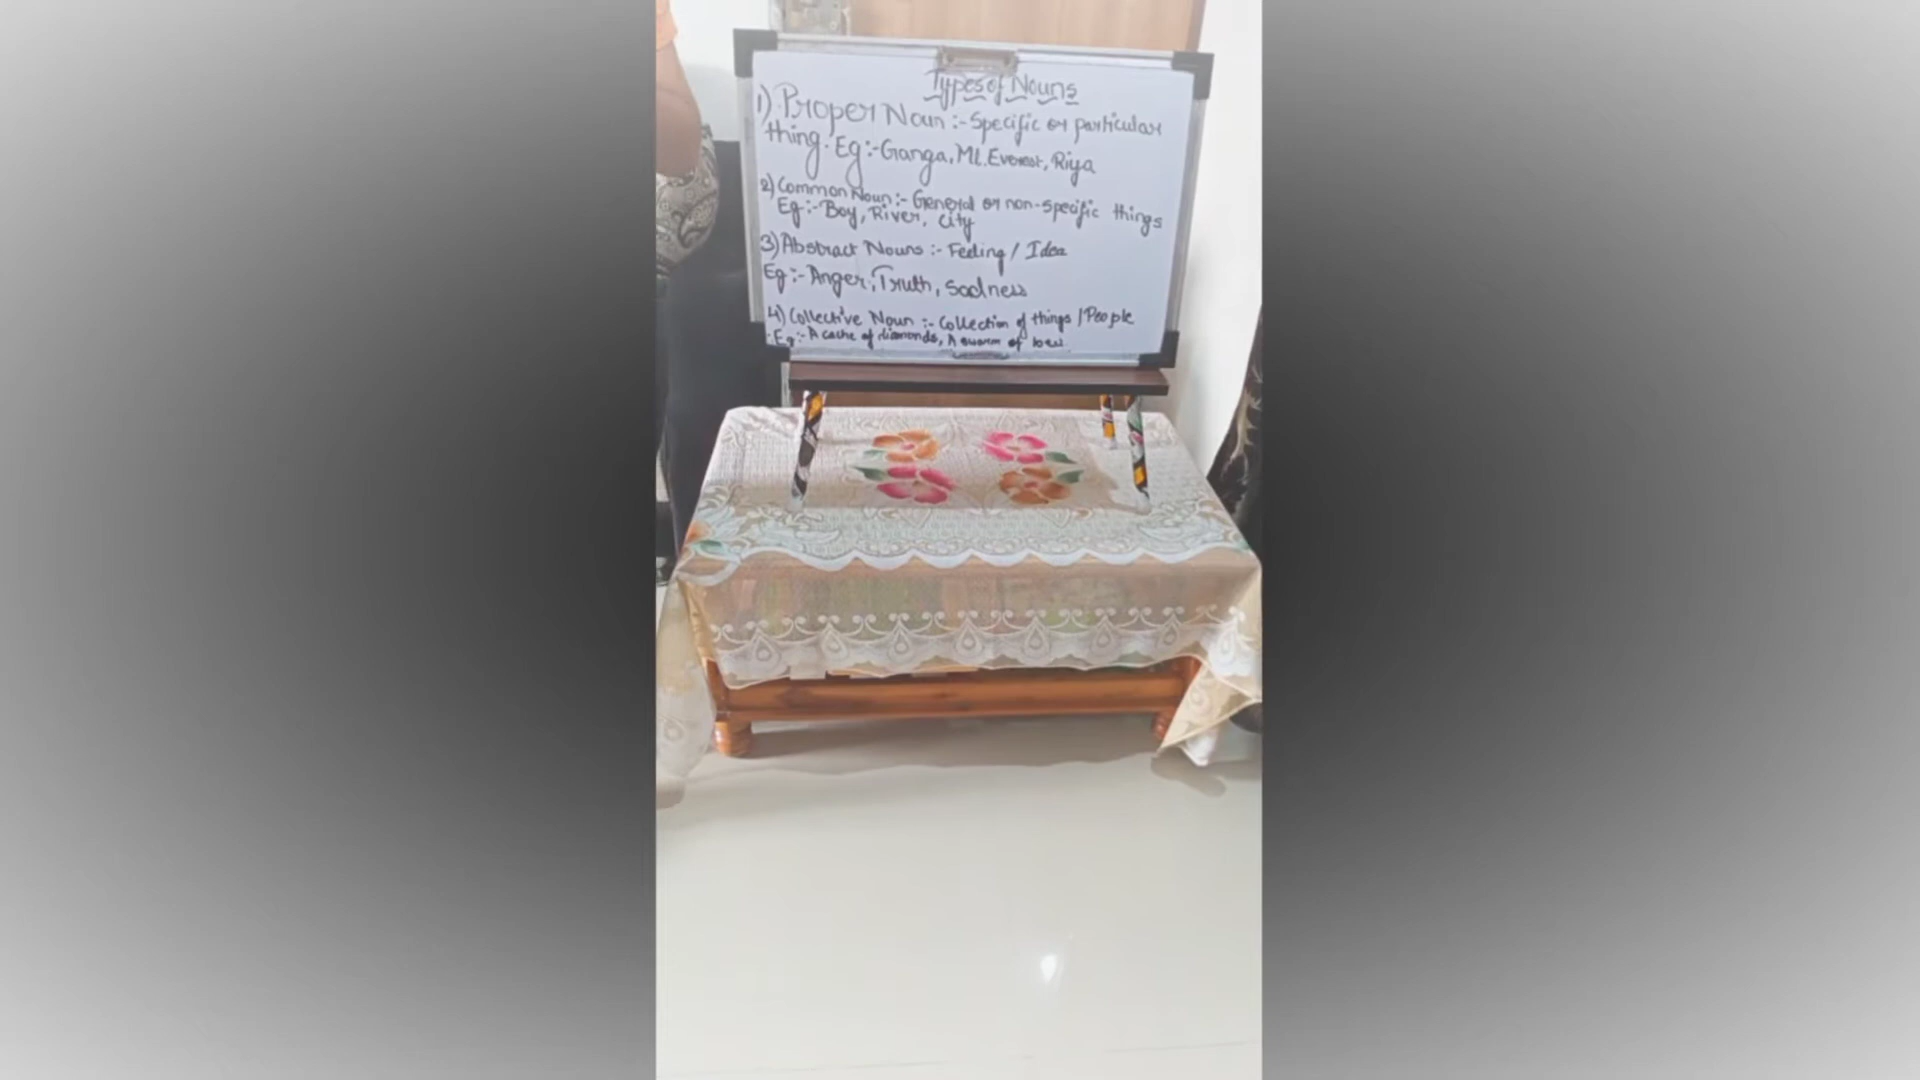 Types of Nouns
1) Proper Noun :- Specific or particular
thing. Eg:- Ganga, Mt. Everest, Riya
2) Common Noun :- General or non-specific things
Eg:- Boy, River, City
3) Abstract Nouns :- Feeling / Idea
Eg:- Anger, Truth, Sadness
4) Collective Noun :- Collection of things / People
Eg:- A cache of diamonds, A swarm of bees